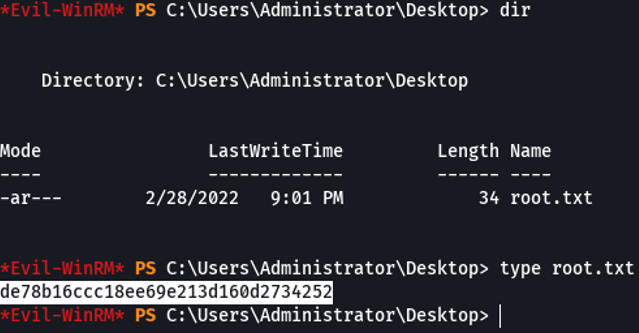 *Evil-WinRM* PS C:\Users\Administrator\Desktop> dir
Directory: C:\Users\Administrator\Desktop
Mode LastWriteTime Length Name
---- ------------- ------ ----
-ar--- 2/28/2022 9:01 PM 34 root.txt
*Evil-WinRM* PS C:\Users\Administrator\Desktop> type root.txt
de78b16ccc18ee69e213d160d2734252
*Evil-WinRM* PS C:\Users\Administrator\Desktop>